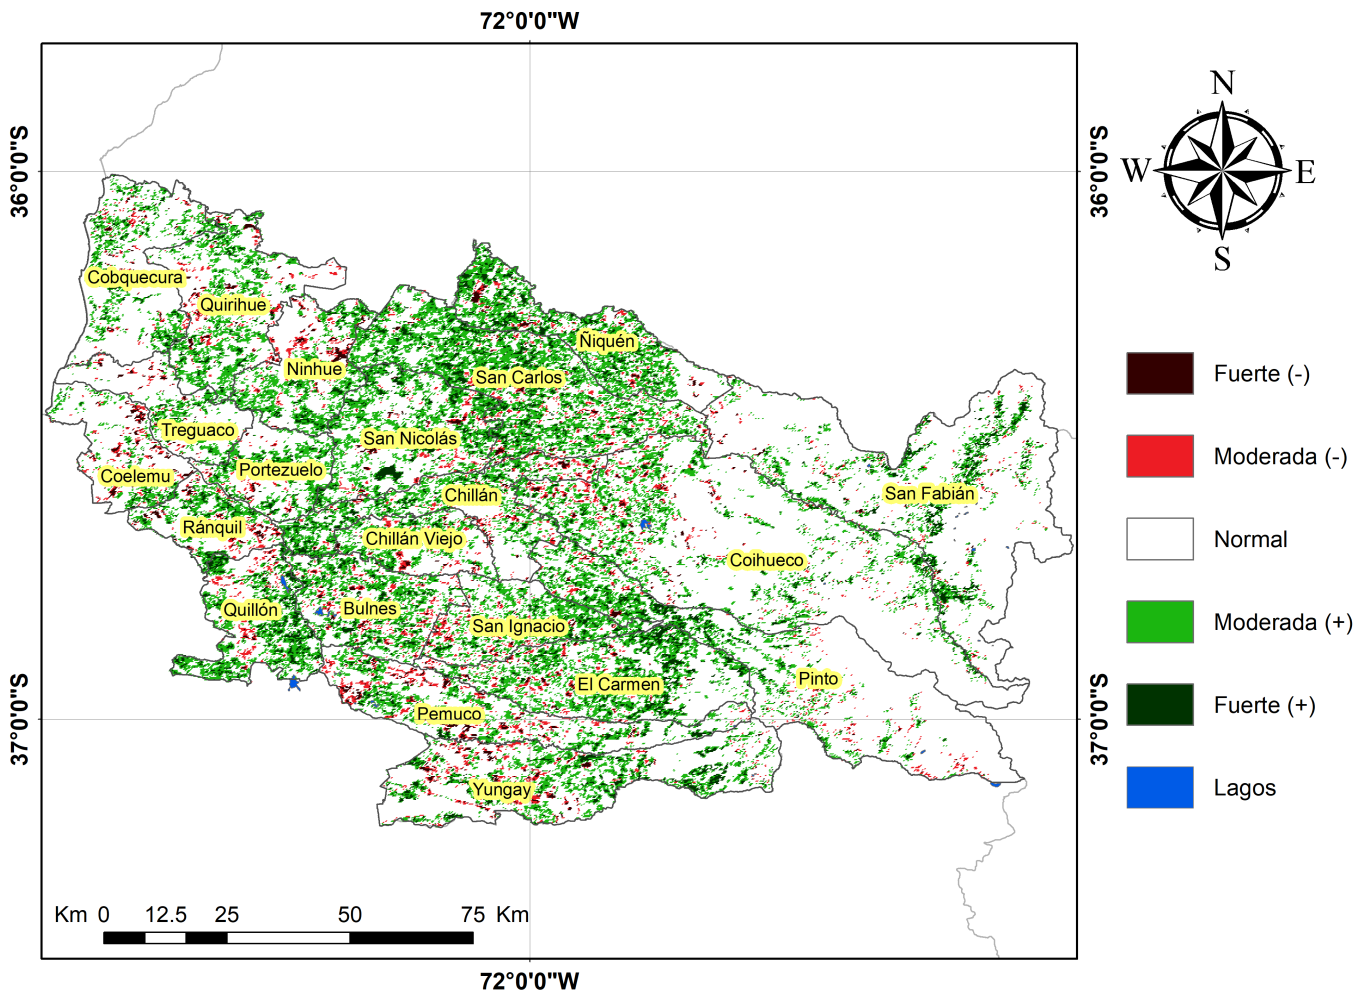 72°0'0"W
N
W
E
S
36°0'0"S
36°0'0"S
Cobquecura
Quirihue
Ñiquén
Ninhue
San Carlos
Treguaco
San Nicolás
Coelemu
Portezuelo
Chillán
San Fabián
Ránquil
Chillán Viejo
Coihueco
Quillón
Bulnes
San Ignacio
El Carmen
Pinto
Pemuco
Yungay
37°0'0"S
37°0'0"S
Fuerte (-)
Moderada (-)
Normal
Moderada (+)
Fuerte (+)
Lagos
Km 0 12.5 25 50 75 Km
72°0'0"W